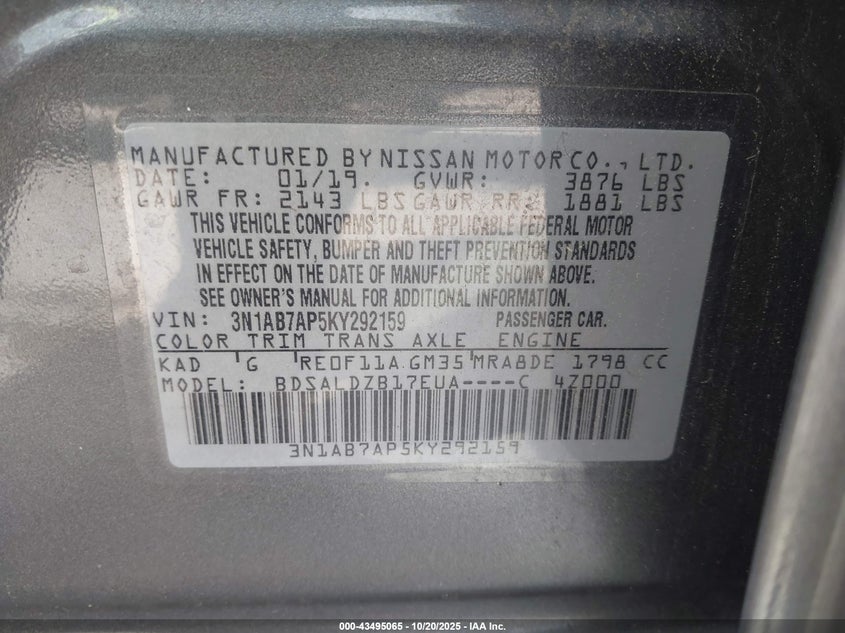 MANUFACTURED BY NISSAN MOTOR CO., LTD.
DATE: 01/19. GVWR: 3876 LBS
GAWR FR: 2143 LBS GAWR RR: 1881 LBS
THIS VEHICLE CONFORMS TO ALL APPLICABLE FEDERAL MOTOR
VEHICLE SAFETY, BUMPER AND THEFT PREVENTION STANDARDS
IN EFFECT ON THE DATE OF MANUFACTURE SHOWN ABOVE.
SEE OWNER'S MANUAL FOR ADDITIONAL INFORMATION.
VIN: 3N1AB7AP5KY292159 PASSENGER CAR.
COLOR TRIM TRANS AXLE ENGINE
KAD G RE0F11A GM35 MRA8DE 1798 CC
MODEL: BDSALDZB17EUA----C 4Z000
3N1AB7AP5KY292159
000-43495065 | 10/20/2025 - IAA Inc.